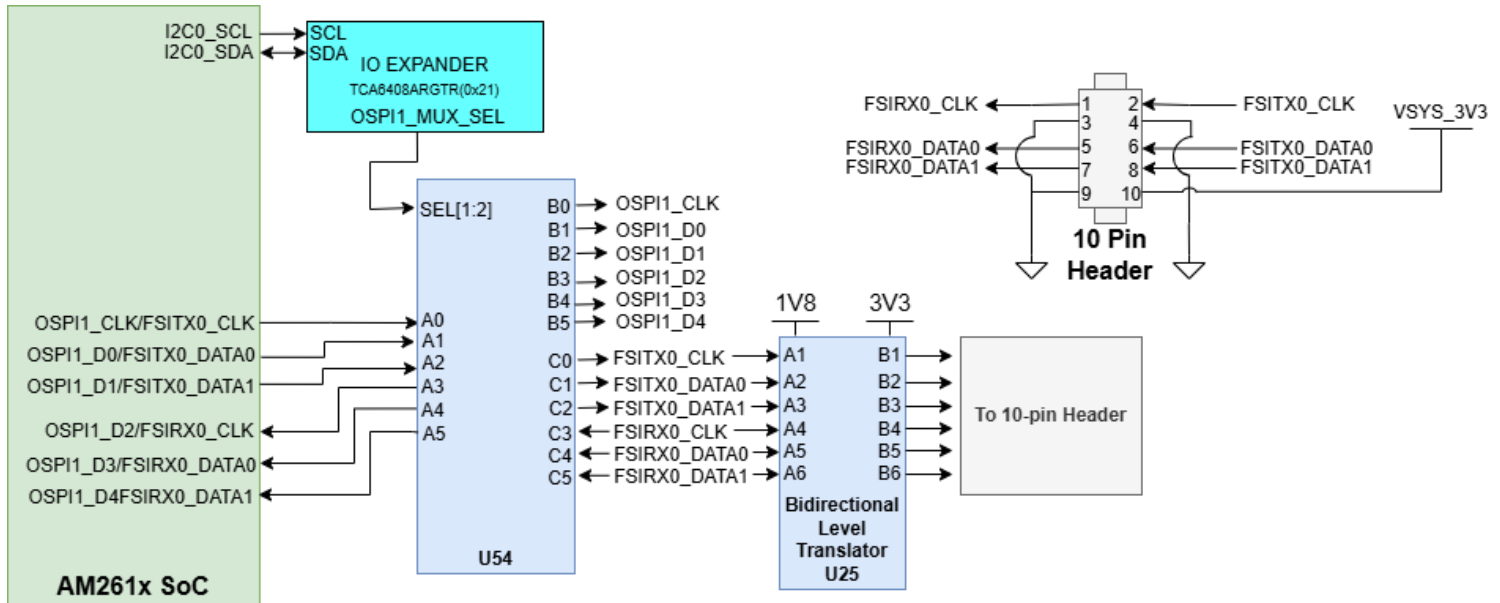 I2C0_SCL
I2C0_SDA
SCL
SDA
IO EXPANDER
TCA6408ARGTR(0x21)
OSPI1_MUX_SEL
FSIRX0_CLK
1
2
FSITX0_CLK
VSYS_3V3
3
4
FSIRX0_DATA0
5
6
FSITX0_DATA0
FSIRX0_DATA1
7
8
FSITX0_DATA1
9
10
10 Pin
Header
SEL[1:2]
B0
OSPI1_CLK
B1
OSPI1_D0
B2
OSPI1_D1
B3
OSPI1_D2
B4
OSPI1_D3
B5
OSPI1_D4
OSPI1_CLK/FSITX0_CLK
A0
OSPI1_D0/FSITX0_DATA0
A1
OSPI1_D1/FSITX0_DATA1
A2
OSPI1_D2/FSIRX0_CLK
A3
OSPI1_D3/FSIRX0_DATA0
A4
OSPI1_D4FSIRX0_DATA1
A5
C0
FSITX0_CLK
C1
FSITX0_DATA0
C2
FSITX0_DATA1
C3
FSIRX0_CLK
C4
FSIRX0_DATA0
C5
FSIRX0_DATA1
U54
1V8
3V3
A1
B1
A2
B2
A3
B3
A4
B4
A5
B5
A6
B6
Bidirectional
Level
Translator
U25
To 10-pin Header
AM261x SoC